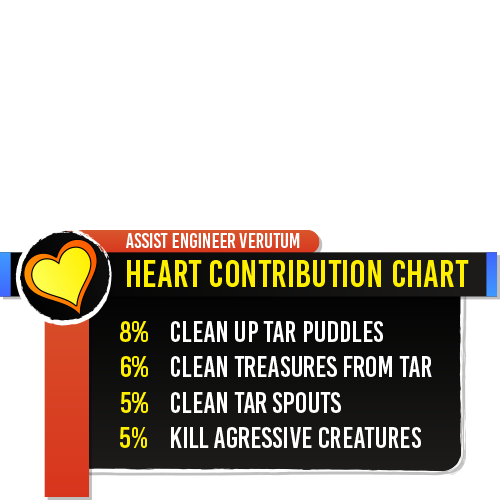 ASSIST ENGINEER VERUTUM
HEART CONTRIBUTION CHART
8% CLEAN UP TAR PUDDLES
6% CLEAN TREASURES FROM TAR
5% CLEAN TAR SPOUTS
5% KILL AGRESSIVE CREATURES